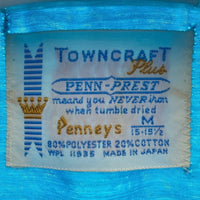 TOWNCRAFT
Plus
PENN-PREST
means you NEVER iron
when tumble dried
Penneys M
15-15½
80%POLYESTER 20%COTTON
WPL 11635 MADE IN JAPAN